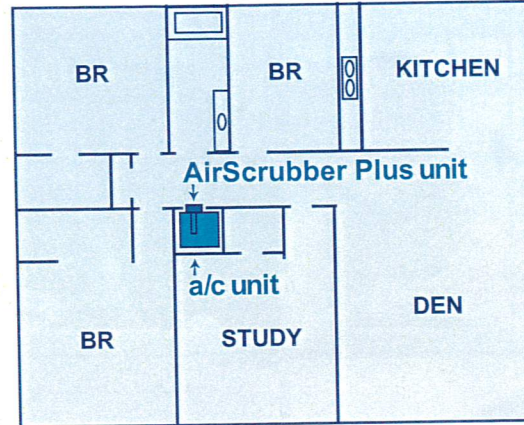 BR
BR
KITCHEN
AirScrubber Plus unit
a/c unit
DEN
BR
STUDY